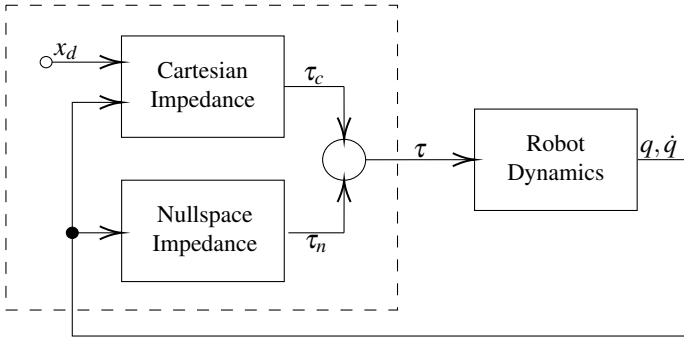 x_d
Cartesian
Impedance
τ_c
τ
Robot
Dynamics
q, q̇
Nullspace
Impedance
τ_n